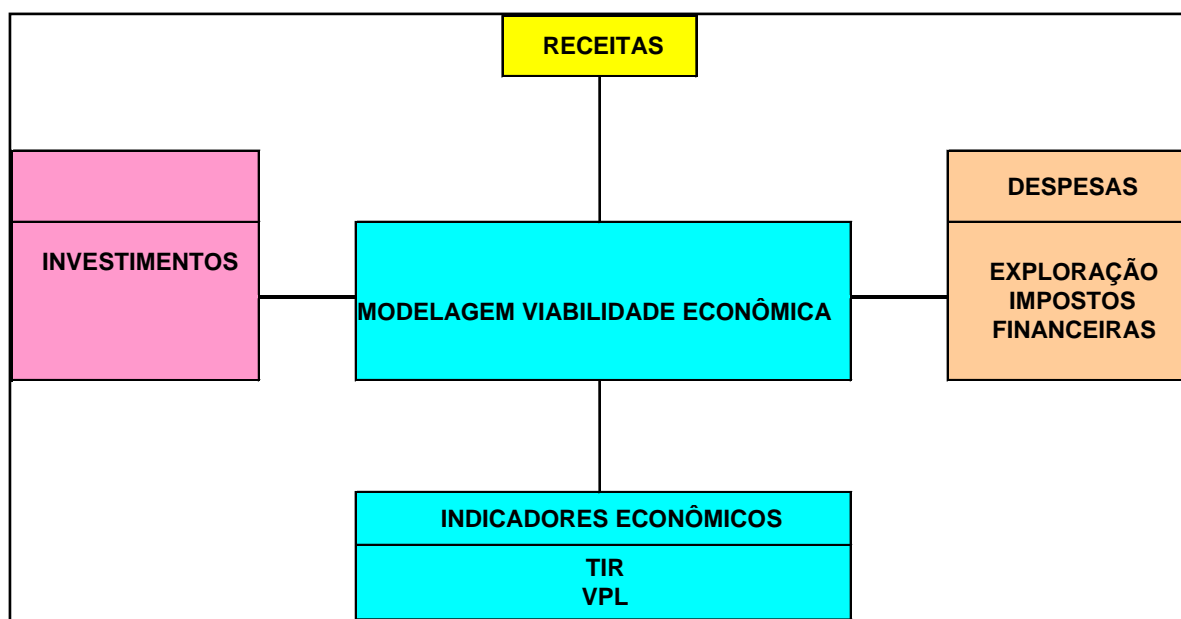 RECEITAS
INVESTIMENTOS
MODELAGEM VIABILIDADE ECONÔMICA
DESPESAS
EXPLORAÇÃO
IMPOSTOS
FINANCEIRAS
INDICADORES ECONÔMICOS
TIR
VPL